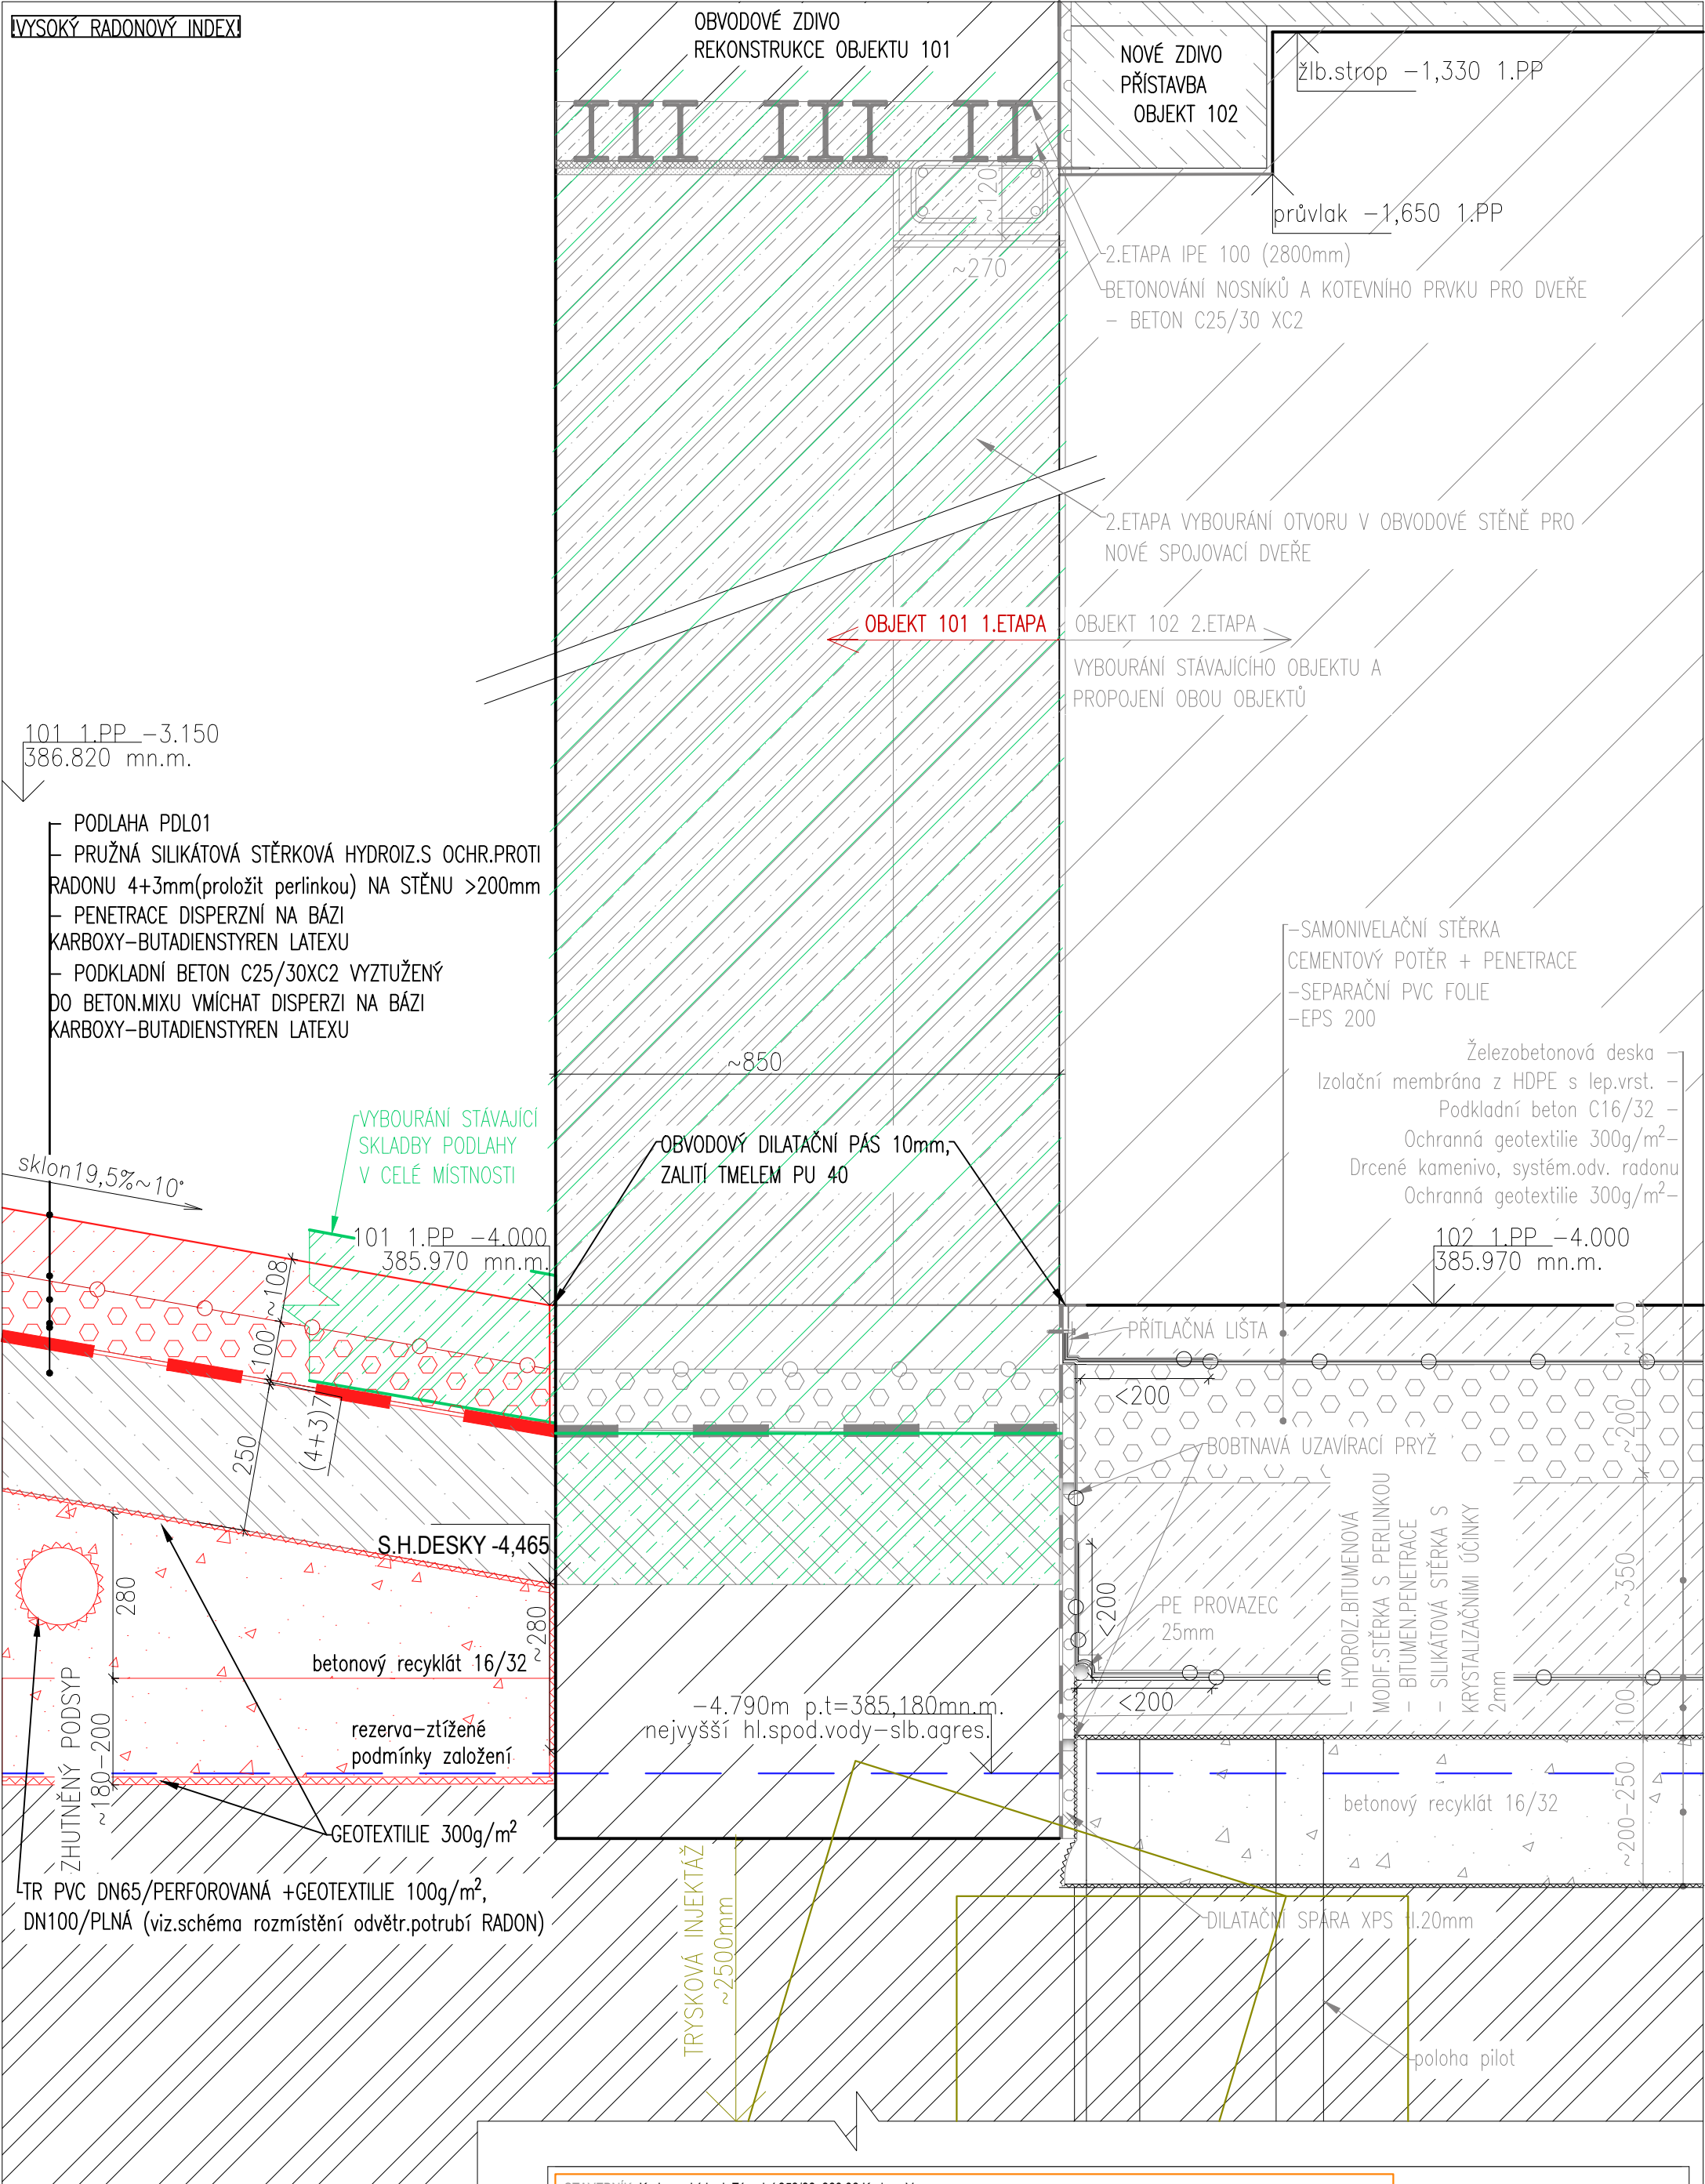 !VYSOKÝ RADONOVÝ INDEX!
OBVODOVÉ ZDIVO
REKONSTRUKCE OBJEKTU 101
NOVÉ ZDIVO
PŘÍSTAVBA
OBJEKT 102
žlb.strop -1,330 1.PP
průvlak -1,650 1.PP
~120
~270
2.ETAPA IPE 100 (2800mm)
BETONOVÁNÍ NOSNÍKŮ A KOTEVNÍHO PRVKU PRO DVEŘE
- BETON C25/30 XC2
2.ETAPA VYBOURÁNÍ OTVORU V OBVODOVÉ STĚNĚ PRO
NOVÉ SPOJOVACÍ DVEŘE
OBJEKT 101 1.ETAPA
OBJEKT 102 2.ETAPA
VYBOURÁNÍ STÁVAJÍCÍHO OBJEKTU A
PROPOJENÍ OBOU OBJEKTŮ
101 1.PP -3.150
386.820 mn.m.
- PODLAHA PDL01
- PRUŽNÁ SILIKÁTOVÁ STĚRKOVÁ HYDROIZ.S OCHR.PROTI
RADONU 4+3mm(proložit perlinkou) NA STĚNU >200mm
- PENETRACE DISPERZNÍ NA BÁZI
KARBOXY-BUTADIENSTYREN LATEXU
- PODKLADNÍ BETON C25/30XC2 VYZTUŽENÝ
DO BETON.MIXU VMÍCHAT DISPERZI NA BÁZI
KARBOXY-BUTADIENSTYREN LATEXU
-SAMONIVELAČNÍ STĚRKA
CEMENTOVÝ POTĚR + PENETRACE
-SEPARAČNÍ PVC FOLIE
-EPS 200
Železobetonová deska -
Izolační membrána z HDPE s lep.vrst. -
Podkladní beton C16/32 -
Ochranná geotextilie 300g/m²-
Drcené kamenivo, systém.odv. radonu
Ochranná geotextilie 300g/m²-
~850
VYBOURÁNÍ STÁVAJÍCÍ
SKLADBY PODLAHY
V CELÉ MÍSTNOSTI
OBVODOVÝ DILATAČNÍ PÁS 10mm,
ZALITÍ TMELEM PU 40
sklon19,5%~10°
101 1.PP -4.000
385.970 mn.m.
102 1.PP -4.000
385.970 mn.m.
~108
100
(4+3)7
250
PŘÍTLAČNÁ LIŠTA
<200
BOBTNAVÁ UZAVÍRACÍ PRYŽ
~100
~200
~350
100
~200-250
S.H.DESKY -4,465
280
~280
betonový recyklát 16/32
<200
PE PROVAZEC
25mm
<200
- HYDROIZ.BITUMENOVÁ
MODIF.STĚRKA S PERLINKOU
- BITUMEN.PENETRACE
- SILIKÁTOVÁ STĚRKA S
KRYSTALIZAČNÍMI ÚČINKY
2mm
-4.790m p.t=385,180mn.m.
nejvyšší hl.spod.vody-slb.agres.
rezerva-ztížené
podmínky založení
ZHUTNĚNÝ PODSYP
~180-200
betonový recyklát 16/32
GEOTEXTILIE 300g/m²
TR PVC DN65/PERFOROVANÁ +GEOTEXTILIE 100g/m²,
DN100/PLNÁ (viz.schéma rozmístění odvětr.potrubí RADON)
TRYSKOVÁ INJEKTÁŽ
~2500mm
DILATAČNÍ SPÁRA XPS tl.20mm
poloha pilot